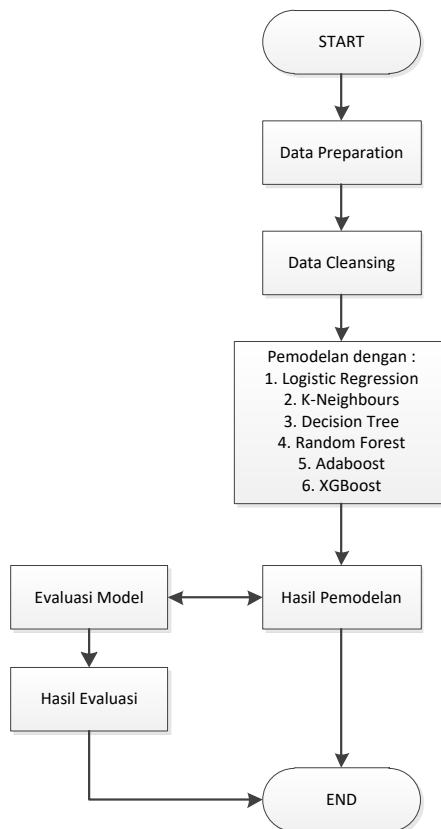 START
Data Preparation
Data Cleansing
Pemodelan dengan :
1. Logistic Regression
2. K-Neighbours
3. Decision Tree
4. Random Forest
5. Adaboost
6. XGBoost
Evaluasi Model
Hasil Pemodelan
Hasil Evaluasi
END